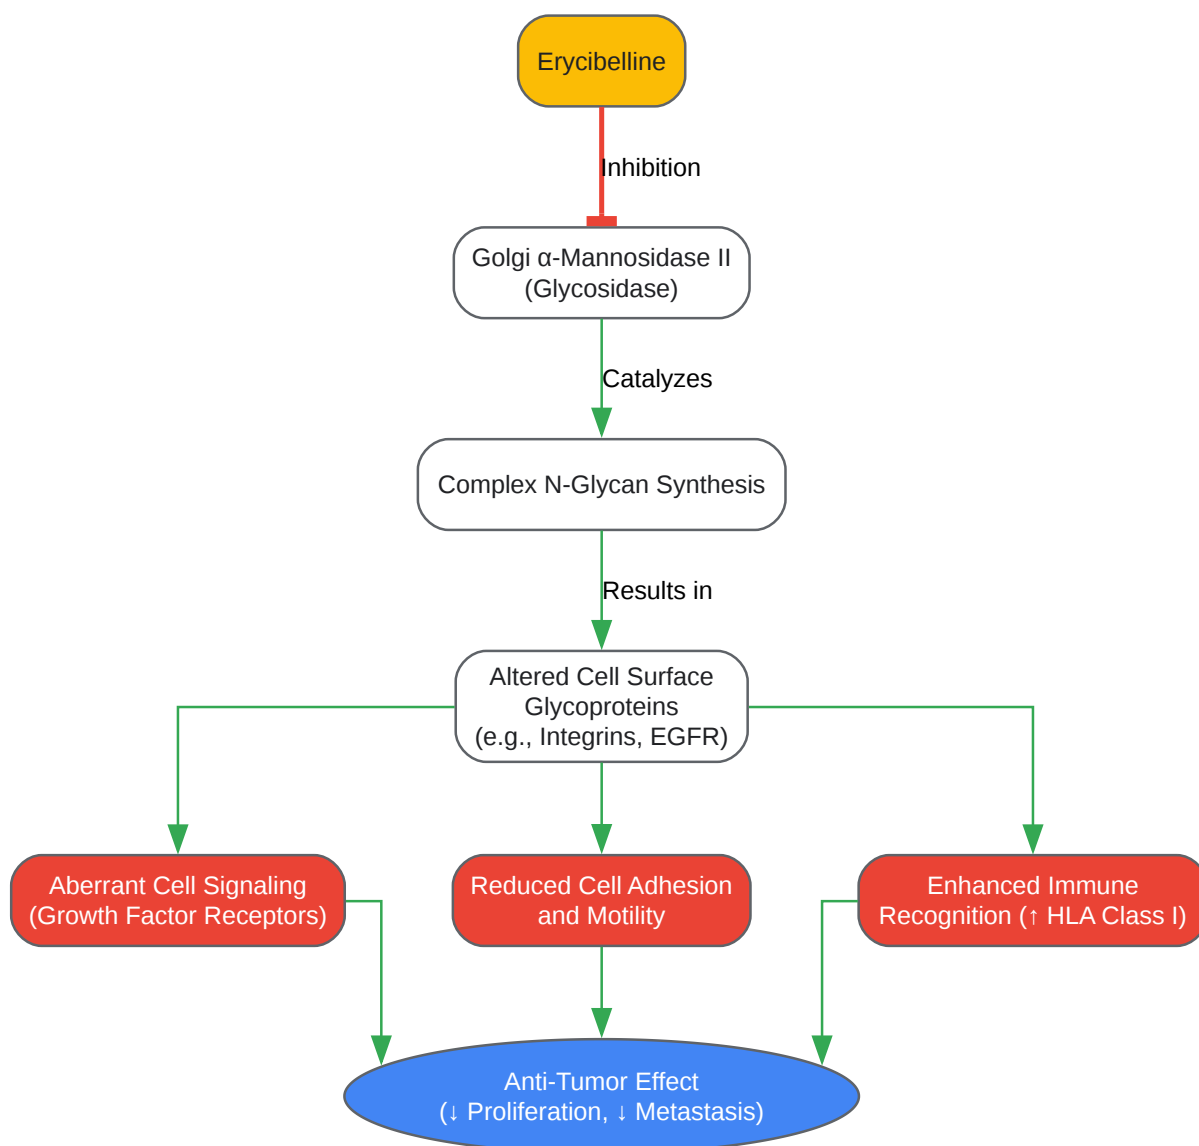 Erycibelline
Inhibition
Golgi α-Mannosidase II
(Glycosidase)
Catalyzes
Complex N-Glycan Synthesis
Results in
Altered Cell Surface
Glycoproteins
(e.g., Integrins, EGFR)
Aberrant Cell Signaling
(Growth Factor Receptors)
Reduced Cell Adhesion
and Motility
Enhanced Immune
Recognition (↑ HLA Class I)
Anti-Tumor Effect
(↓ Proliferation, ↓ Metastasis)